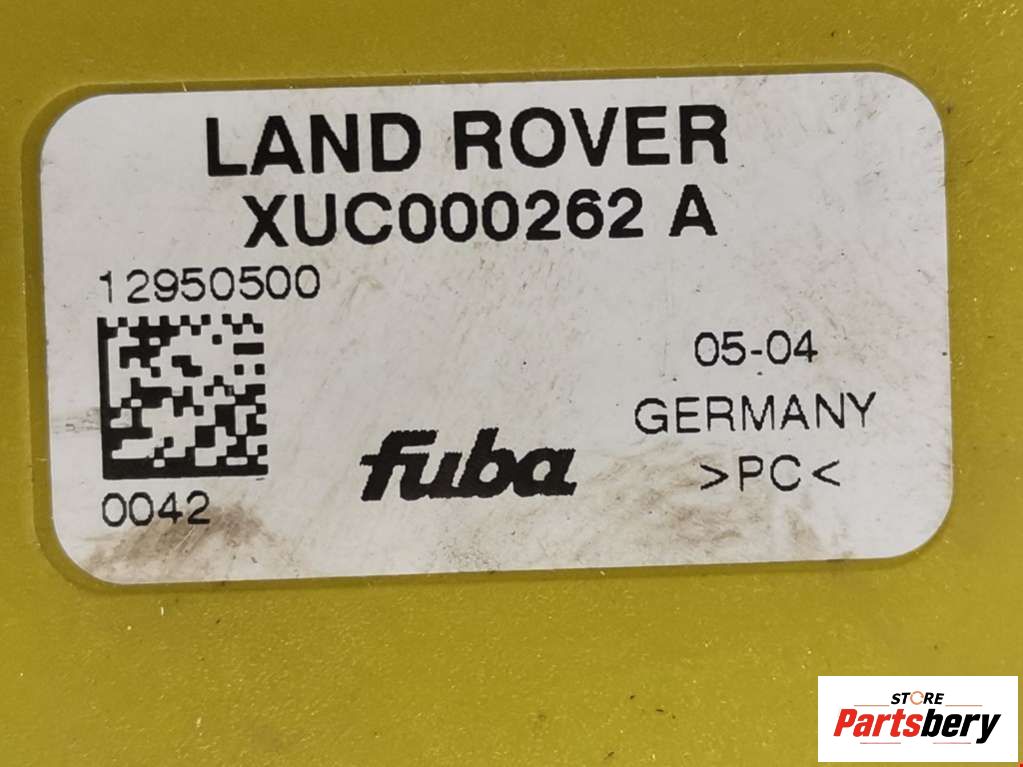 LAND ROVER
XUC000262 A
12950500
05-04
GERMANY
>PC<
fuba
0042
STORE
Partsbery